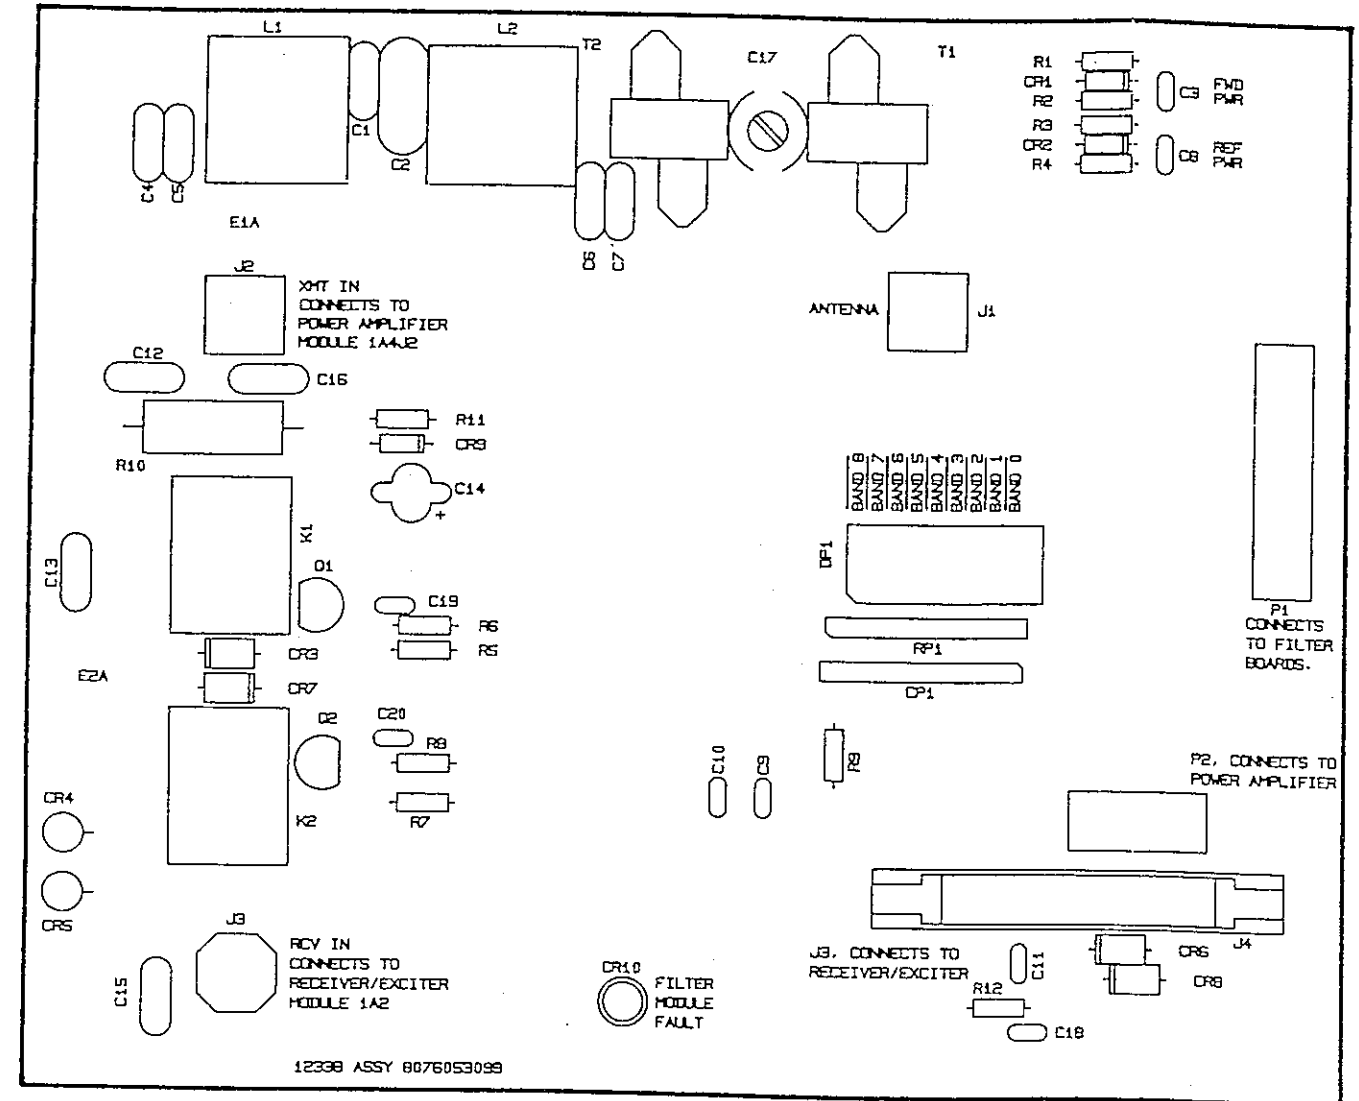 L1
L2
T2
C17
T1
R1
CR1
R2
R3
CR2
R4
C3
FWD
PWR
C8
REF
PWR
C1
C2
C4
C5
E1A
C6
C7
J2
XMT IN
CONNECTS TO
POWER AMPLIFIER
MODULE 1A4J2
ANTENNA
J1
C12
C16
R10
R11
CR9
C14
+
BAND 8
BAND 7
BAND 6
BAND 5
BAND 4
BAND 3
BAND 2
BAND 1
BAND 0
DP1
K1
C13
Q1
C19
R6
R5
RP1
CP1
P1
CONNECTS
TO FILTER
BOARDS.
CR3
CR7
E2A
Q2
C20
R8
R7
K2
C10
C9
R9
P2, CONNECTS TO
POWER AMPLIFIER
CR4
CR5
J3
RCV IN
CONNECTS TO
RECEIVER/EXCITER
MODULE 1A2
C15
CR10
FILTER
MODULE
FAULT
J3, CONNECTS TO
RECEIVER/EXCITER
C11
J4
CR6
CR8
R12
C18
12338 ASSY 8076053099